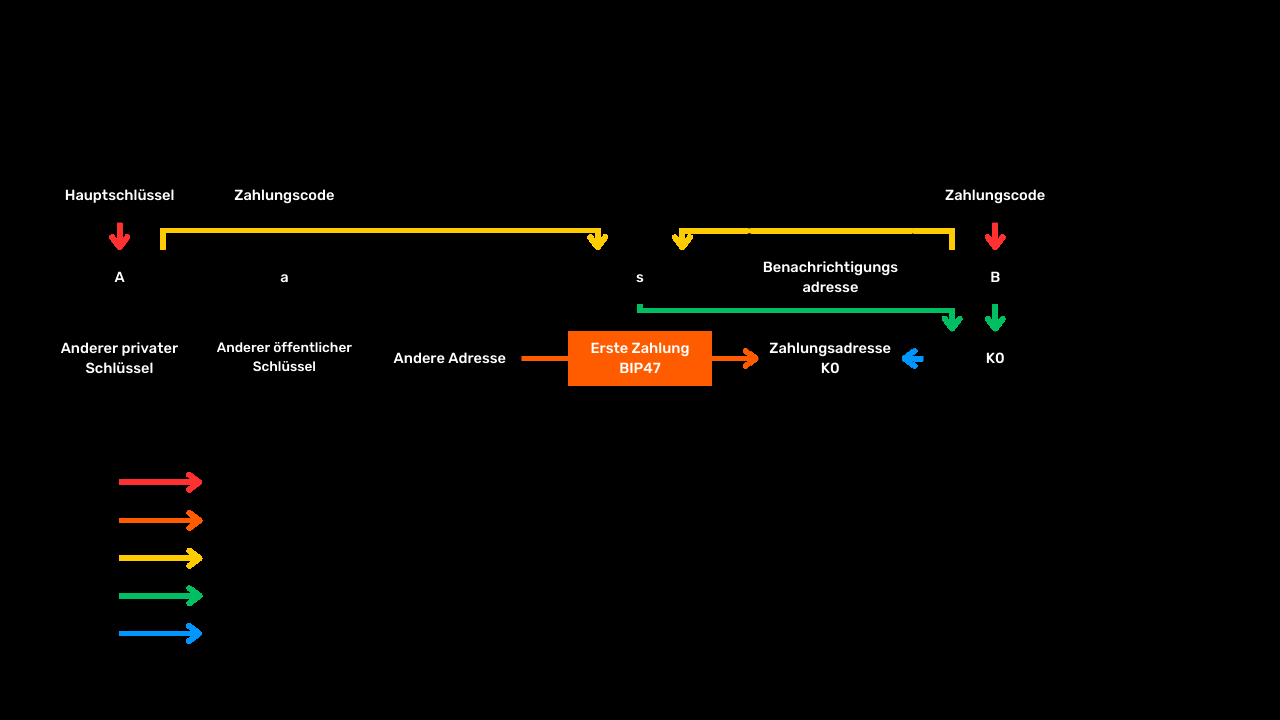 Hauptschlüssel
Zahlungscode
Zahlungscode
A
a
s
Benachrichtigungs
adresse
B
Anderer privater
Schlüssel
Anderer öffentlicher
Schlüssel
Andere Adresse
Erste Zahlung
BIP47
Zahlungsadresse
K0
K0